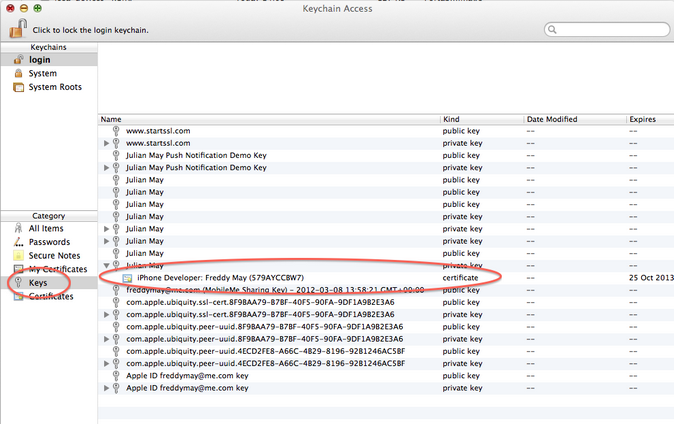 Keychain Access
Click to lock the login keychain.
Keychains
login
System
System Roots
Name Kind Date Modified Expires
www.startssl.com public key -- --
www.startssl.com private key -- --
Julian May Push Notification Demo Key public key -- --
Julian May Push Notification Demo Key private key -- --
Julian May public key -- --
Julian May public key -- --
Julian May public key -- --
Julian May private key -- --
Julian May private key -- --
Julian May private key -- --
Julian May public key -- --
Julian May private key -- --
iPhone Developer: Freddy May (579AYCCBW7) certificate -- 25 Oct 2013
freddymay@me.com (MobileMe Sharing Key) – 2012-03-08 13:58:21 GMT+00:00 public key -- --
com.apple.ubiquity.ssl-cert.8F9BAA79-B7BF-40F5-90FA-9DF1A9B2E3A6 public key -- --
com.apple.ubiquity.ssl-cert.8F9BAA79-B7BF-40F5-90FA-9DF1A9B2E3A6 private key -- --
com.apple.ubiquity.peer-uuid.8F9BAA79-B7BF-40F5-90FA-9DF1A9B2E3A6 public key -- --
com.apple.ubiquity.peer-uuid.8F9BAA79-B7BF-40F5-90FA-9DF1A9B2E3A6 private key -- --
com.apple.ubiquity.peer-uuid.4ECD2FE8-A66C-4B29-8196-92B1246AC5BF public key -- --
com.apple.ubiquity.peer-uuid.4ECD2FE8-A66C-4B29-8196-92B1246AC5BF private key -- --
Apple ID freddymay@me.com key public key -- --
Apple ID freddymay@me.com key private key -- --
Category
All Items
Passwords
Secure Notes
My Certificates
Keys
Certificates